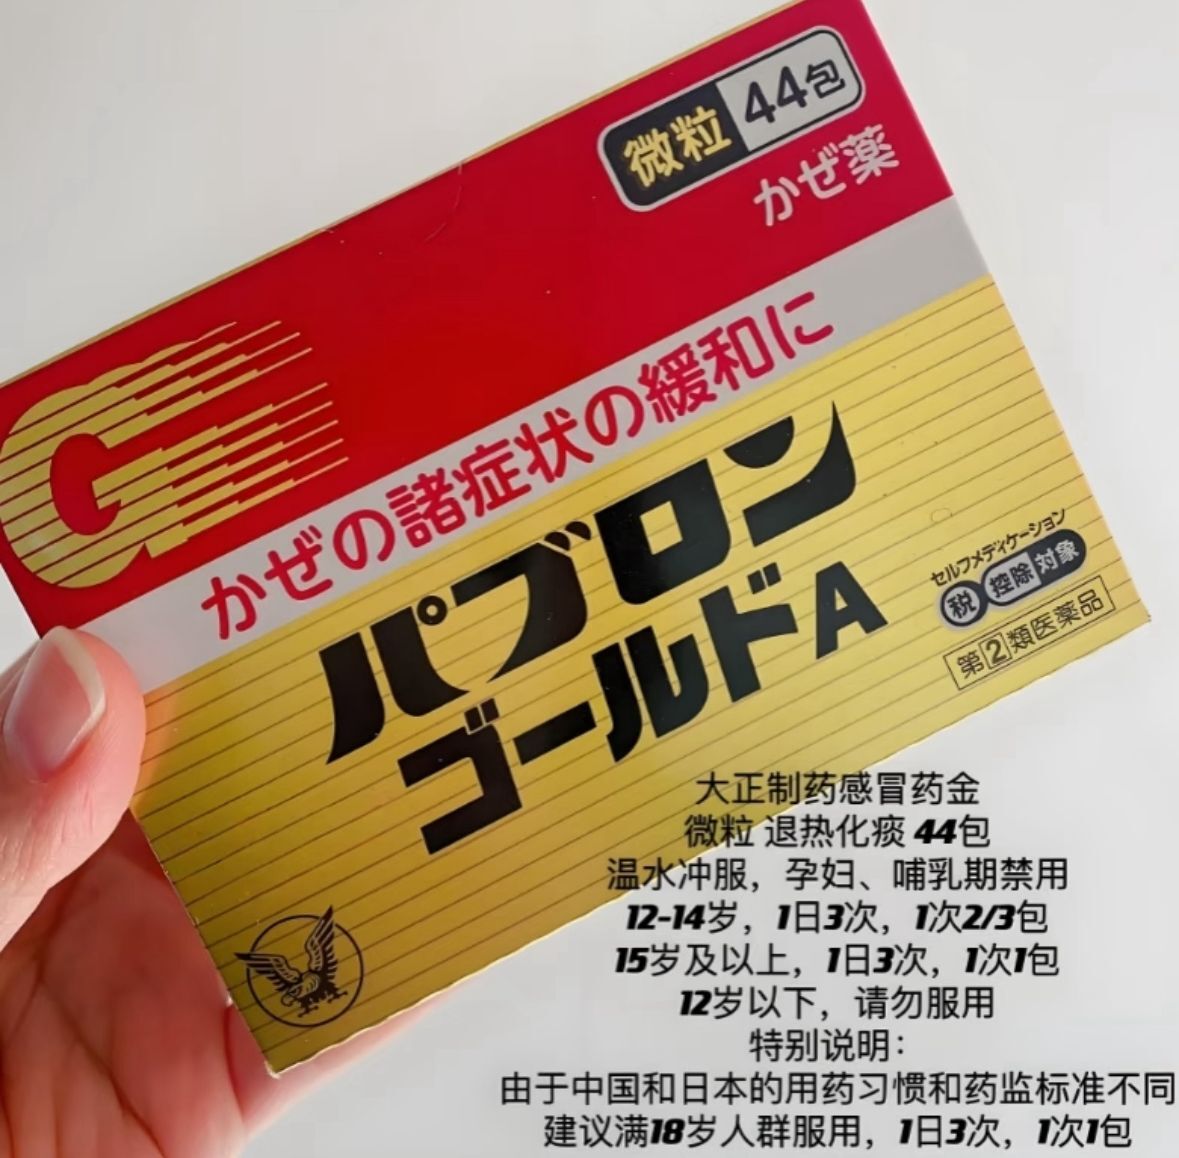 微粒 44包
かぜ薬
G
かぜの諸症状の緩和に
パブロン
ゴールドA
セルフメディケーション
税 控除 対象
第②類医薬品
大正制药感冒药金
微粒 退热化痰 44包
温水冲服，孕妇、哺乳期禁用
12-14岁，1日3次，1次2/3包
15岁及以上，1日3次，1次1包
12岁以下，请勿服用
特别说明：
由于中国和日本的用药习惯和药监标准不同
建议满18岁人群服用，1日3次，1次1包